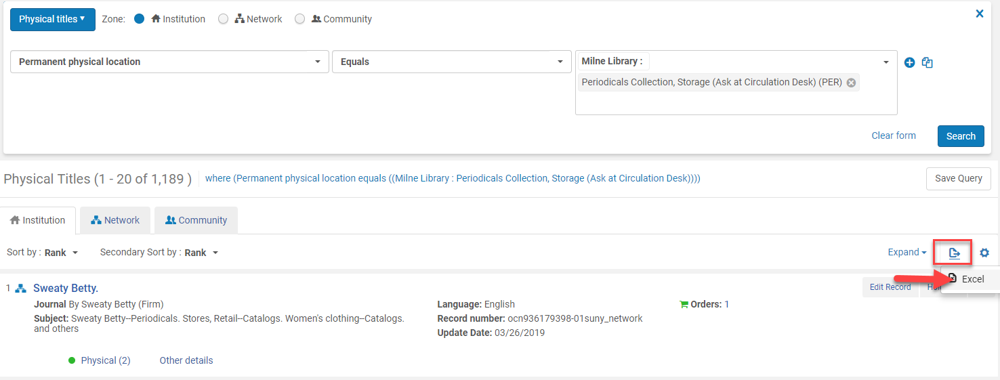 Physical titles Zone: Institution Network Community
Permanent physical location Equals Milne Library :
Periodicals Collection, Storage (Ask at Circulation Desk) (PER)
Clear form Search
Physical Titles (1 - 20 of 1,189 ) where (Permanent physical location equals ((Milne Library : Periodicals Collection, Storage (Ask at Circulation Desk)))) Save Query
Institution Network Community
Sort by : Rank Secondary Sort by : Rank Expand
Excel
1 Sweaty Betty. Edit Record
Journal By Sweaty Betty (Firm) Language: English Orders: 1
Subject: Sweaty Betty--Periodicals. Stores, Retail--Catalogs. Women's clothing--Catalogs. Record number: ocn936179398-01suny_network
and others Update Date: 03/26/2019
Physical (2) Other details